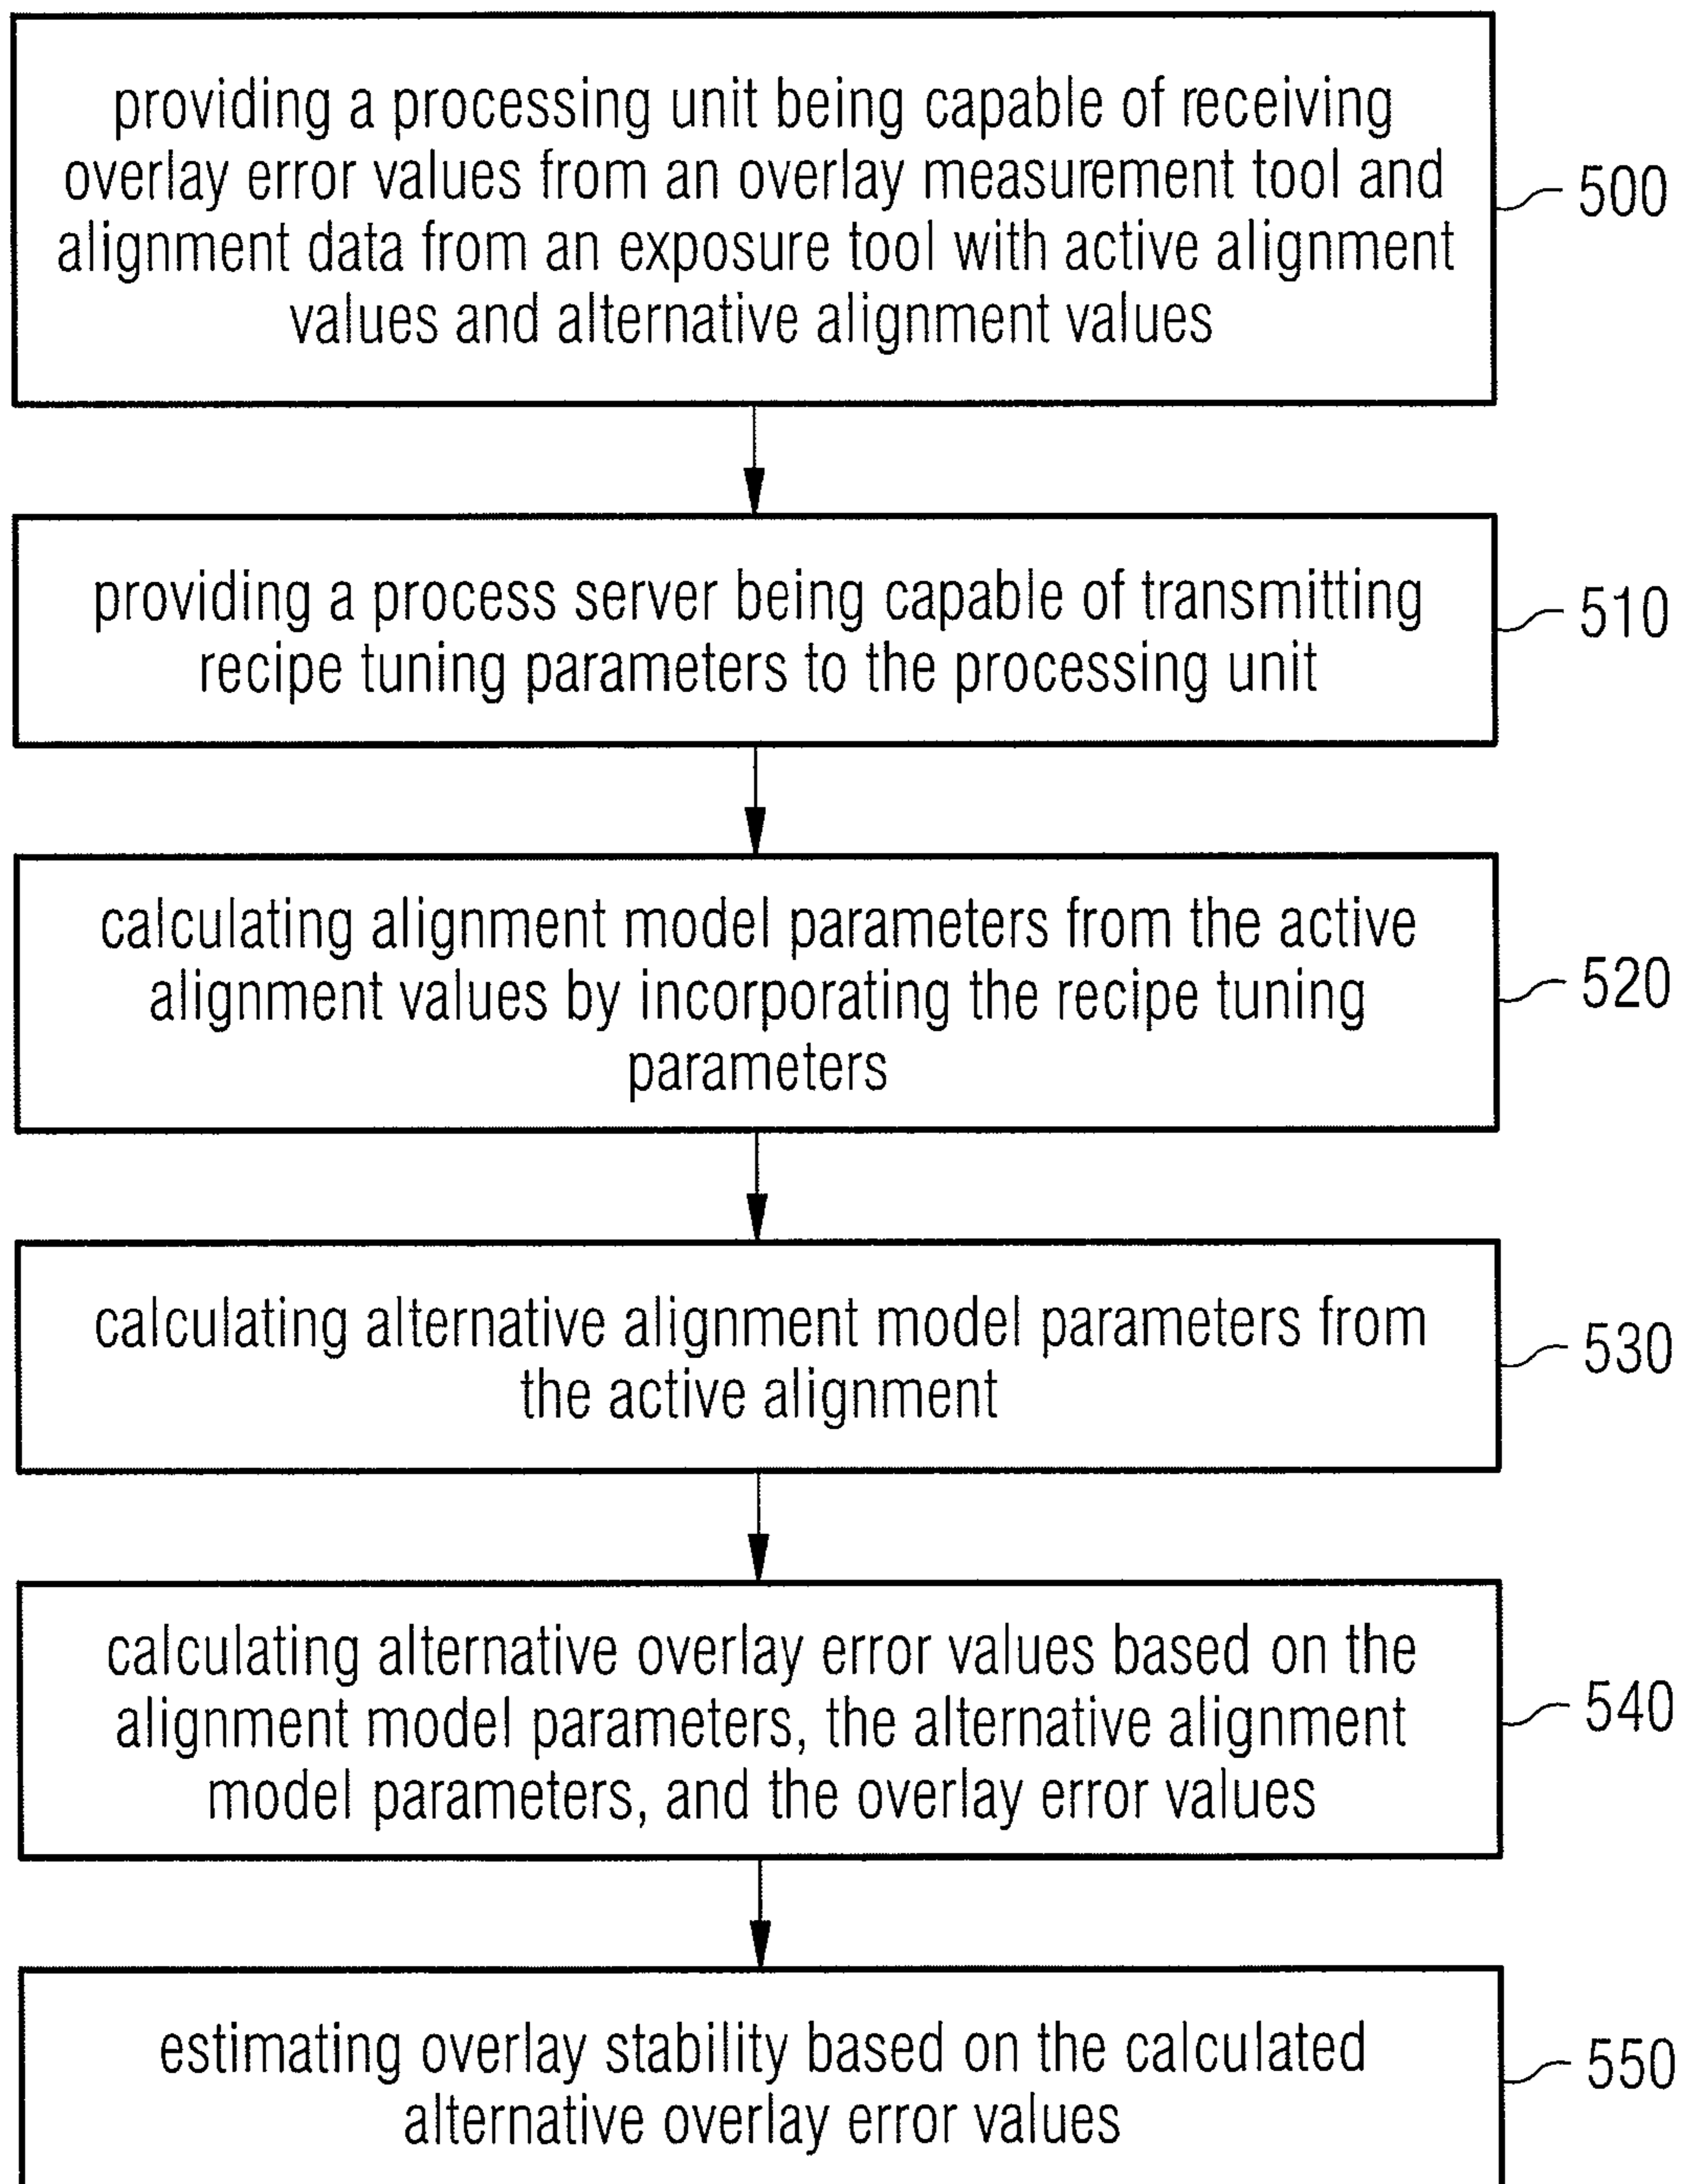 providing a processing unit being capable of receiving
overlay error values from an overlay measurement tool and
alignment data from an exposure tool with active alignment
values and alternative alignment values
500
providing a process server being capable of transmitting
recipe tuning parameters to the processing unit
510
calculating alignment model parameters from the active
alignment values by incorporating the recipe tuning
parameters
520
calculating alternative alignment model parameters from
the active alignment
530
calculating alternative overlay error values based on the
alignment model parameters, the alternative alignment
model parameters, and the overlay error values
540
estimating overlay stability based on the calculated
alternative overlay error values
550